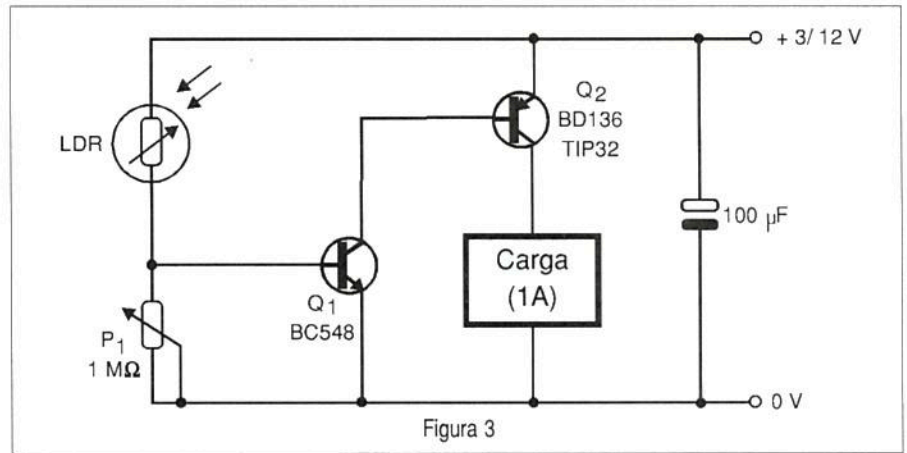 + 3/ 12 V
Q2
BD136
TIP32
LDR
100 µF
Carga
(1A)
Q1
BC548
P1
1 MΩ
0 V
Figura 3